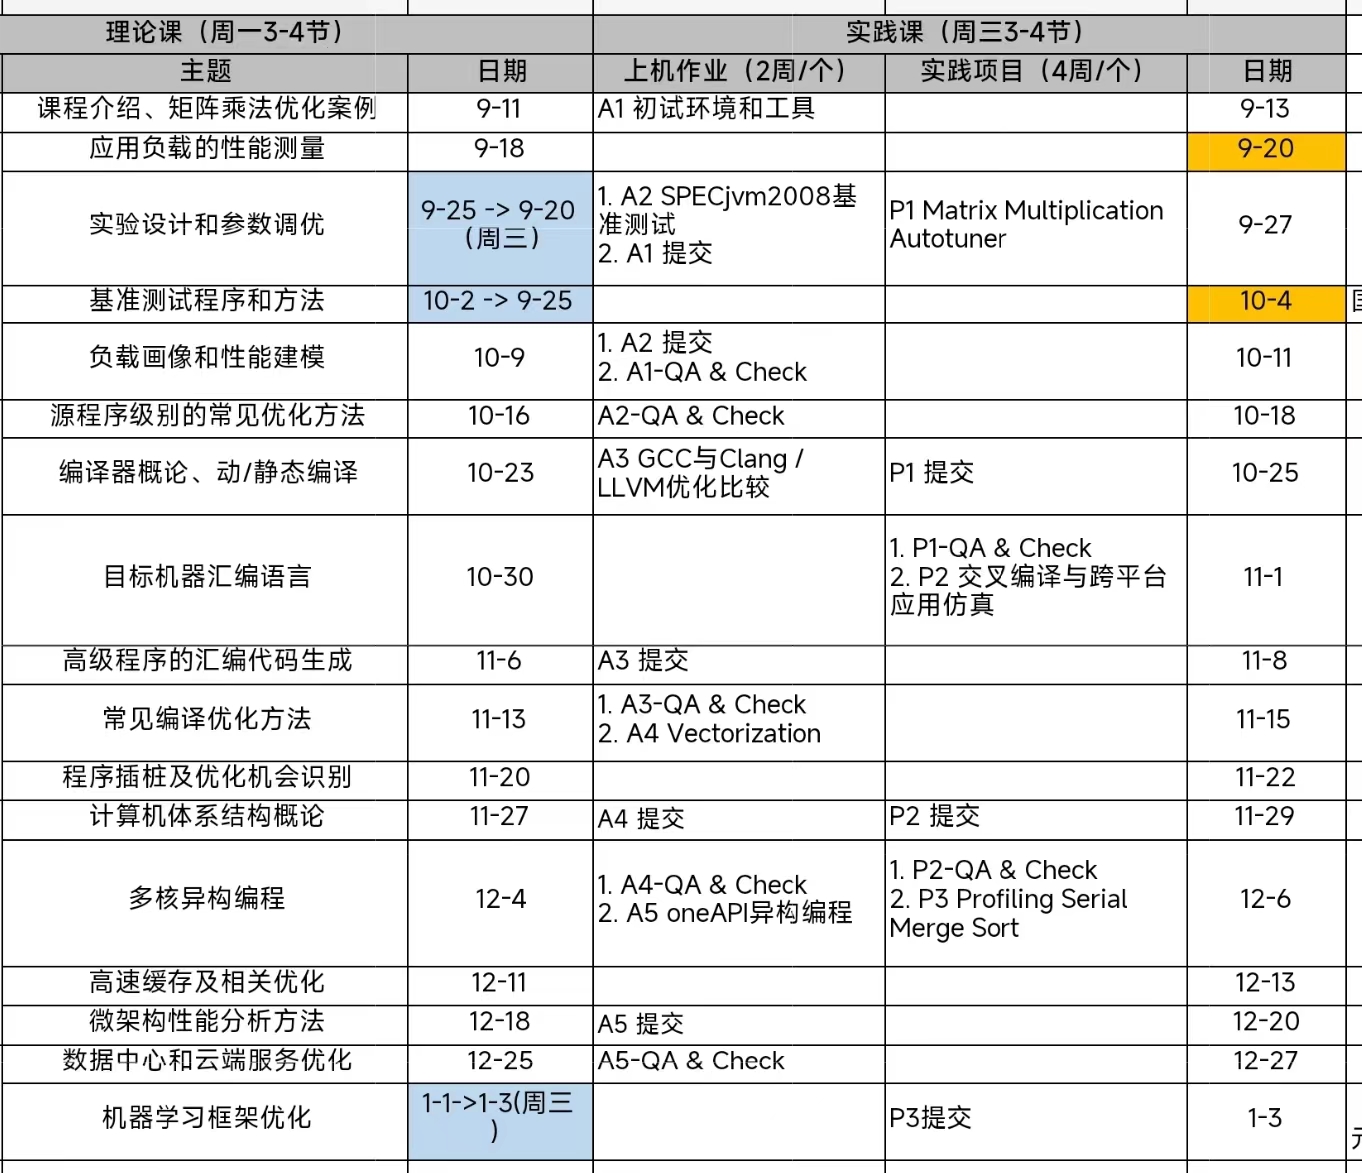 理论课（周一3-4节）
实践课（周三3-4节）
主题
日期
上机作业（2周/个）
实践项目（4周/个）
日期
课程介绍、矩阵乘法优化案例
9-11
A1 初试环境和工具
9-13
应用负载的性能测量
9-18
9-20
实验设计和参数调优
9-25 -> 9-20
（周三）
1. A2 SPECjvm2008基
准测试
2. A1 提交
P1 Matrix Multiplication
Autotuner
9-27
基准测试程序和方法
10-2 -> 9-25
10-4
负载画像和性能建模
10-9
1. A2 提交
2. A1-QA & Check
10-11
源程序级别的常见优化方法
10-16
A2-QA & Check
10-18
编译器概论、动/静态编译
10-23
A3 GCC与Clang /
LLVM优化比较
P1 提交
10-25
目标机器汇编语言
10-30
1. P1-QA & Check
2. P2 交叉编译与跨平台
应用仿真
11-1
高级程序的汇编代码生成
11-6
A3 提交
11-8
常见编译优化方法
11-13
1. A3-QA & Check
2. A4 Vectorization
11-15
程序插桩及优化机会识别
11-20
11-22
计算机体系结构概论
11-27
A4 提交
P2 提交
11-29
多核异构编程
12-4
1. A4-QA & Check
2. A5 oneAPI异构编程
1. P2-QA & Check
2. P3 Profiling Serial
Merge Sort
12-6
高速缓存及相关优化
12-11
12-13
微架构性能分析方法
12-18
A5 提交
12-20
数据中心和云端服务优化
12-25
A5-QA & Check
12-27
机器学习框架优化
1-1->1-3(周三
)
P3提交
1-3